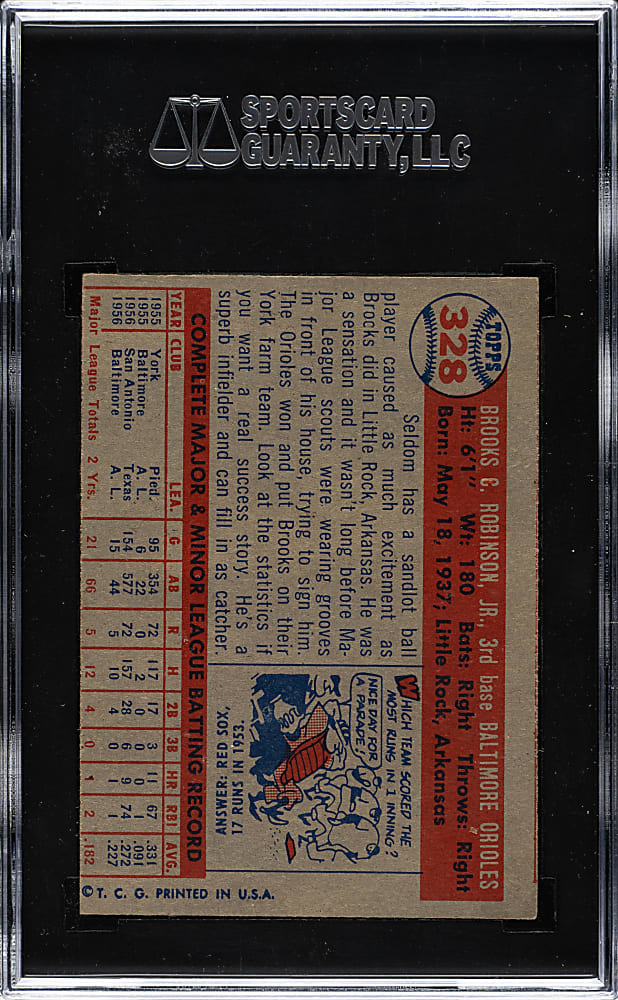 SPORTSCARD
GUARANTY, LLC
TOPPS
328
BROOKS C. ROBINSON, JR., 3rd base BALTIMORE ORIOLES
Ht: 6'1" Wt: 180 Bats: Right Throws: Right
Born: May 18, 1937; Little Rock, Arkansas
Seldom has a sandlot ball
player caused as much excitement as
Brocks did in Little Rock, Arkansas. He was
a sensation and it wasn't long before Ma-
jor League scouts were wearing grooves
in front of his house, trying to sign him.
The Orioles won and put Brooks on their
York farm team. Look at the statistics if
you want a real success story. He's a
superb infielder and can fill in as catcher.
WHICH TEAM SCORED THE
MOST RUNS IN 1 INNING?
NICE DAY FOR
A PARADE!
BOO!
ANSWER: RED SOX,
17 RUNS IN 1953.
COMPLETE MAJOR & MINOR LEAGUE BATTING RECORD
YEAR CLUB LEA. G AB R H 2B 3B HR RBI AVG.
1955 York Pied. 95 354 72 117 17 3 11 67 .331
1955 Baltimore A. L. 6 22 0 2 0 0 0 1 .091
1956 San Antonio Texas 154 577 72 157 28 6 9 74 .272
1956 Baltimore A. L. 15 44 5 10 4 0 1 1 .227
Major League Totals 2 Yrs. 21 66 5 12 4 0 1 2 .182
© T. C. G. PRINTED IN U.S.A.